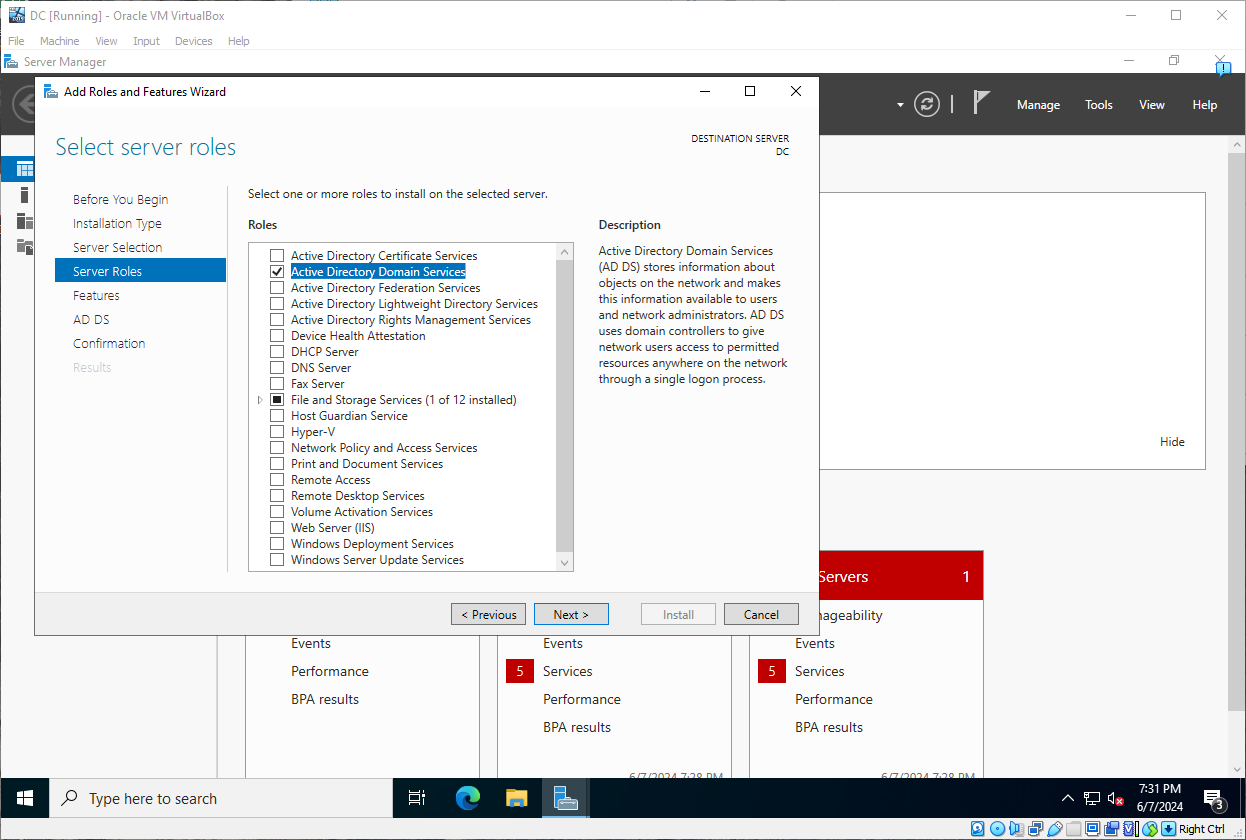 DC [Running] - Oracle VM VirtualBox
File Machine View Input Devices Help
Server Manager
Add Roles and Features Wizard
Manage Tools View Help
Select server roles
DESTINATION SERVER
DC
Before You Begin
Installation Type
Server Selection
Server Roles
Features
AD DS
Confirmation
Results
Select one or more roles to install on the selected server.
Roles
Active Directory Certificate Services
Active Directory Domain Services
Active Directory Federation Services
Active Directory Lightweight Directory Services
Active Directory Rights Management Services
Device Health Attestation
DHCP Server
DNS Server
Fax Server
File and Storage Services (1 of 12 installed)
Host Guardian Service
Hyper-V
Network Policy and Access Services
Print and Document Services
Remote Access
Remote Desktop Services
Volume Activation Services
Web Server (IIS)
Windows Deployment Services
Windows Server Update Services
Description
Active Directory Domain Services
(AD DS) stores information about
objects on the network and makes
this information available to users
and network administrators. AD DS
uses domain controllers to give
network users access to permitted
resources anywhere on the network
through a single logon process.
< Previous Next > Install Cancel
Hide
Servers 1
nageability
Events
Performance
BPA results
Events
5 Services
Performance
BPA results
6/7/2024 7:28 PM
Events
5 Services
Performance
BPA results
6/7/2024 7:28 PM
Type here to search
7:31 PM
6/7/2024
3
Right Ctrl